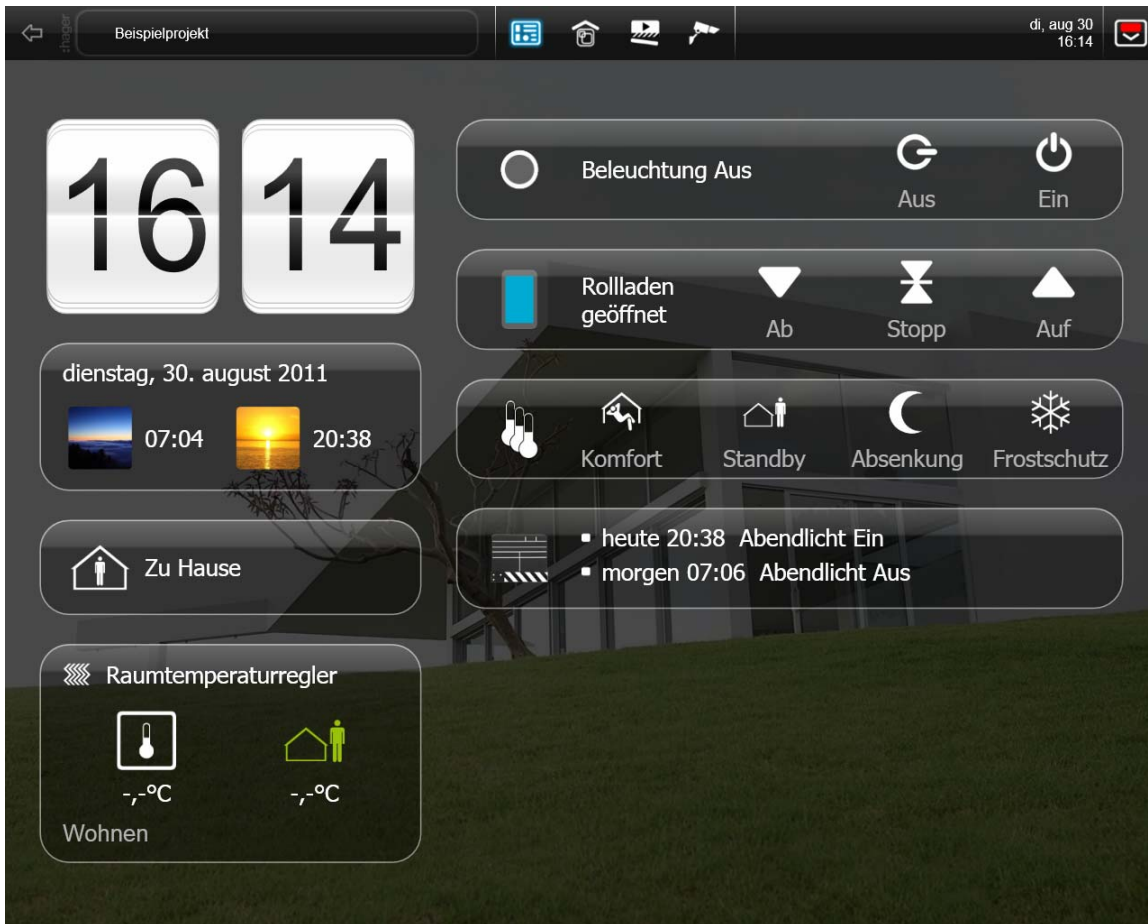 :hager
Beispielprojekt
di, aug 30
16:14
16 14
dienstag, 30. august 2011
07:04 20:38
Zu Hause
Raumtemperaturregler
-,-°C -,-°C
Wohnen
Beleuchtung Aus
Aus Ein
Rollladen
geöffnet
Ab Stopp Auf
Komfort Standby Absenkung Frostschutz
heute 20:38 Abendlicht Ein
morgen 07:06 Abendlicht Aus